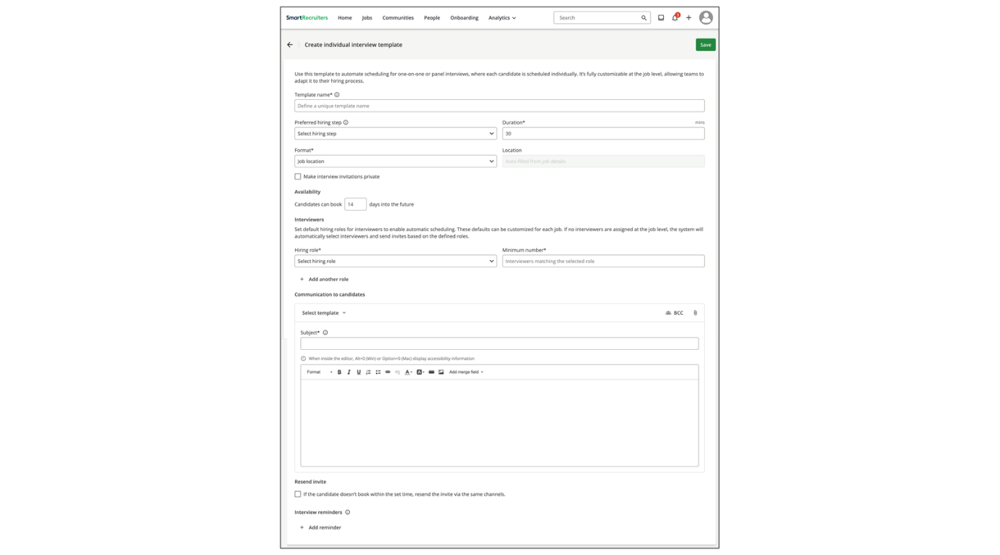 SmartRecruiters Home Jobs Communities People Onboarding Analytics Search 3
Create individual interview template Save
Use this template to automate scheduling for one-on-one or panel interviews, where each candidate is scheduled individually. It's fully customizable at the job level, allowing teams to
adapt it to their hiring process.
Template name*
Define a unique template name
Preferred hiring step Duration* mins
Select hiring step 30
Format* Location
Job location Auto-filled from job details
Make interview invitations private
Availability
Candidates can book 14 days into the future
Interviewers
Set default hiring roles for interviewers to enable automatic scheduling. These defaults can be customized for each job. If no interviewers are assigned at the job level, the system will
automatically select interviewers and send invites based on the defined roles.
Hiring role* Minimum number*
Select hiring role Interviewers matching the selected role
+ Add another role
Communication to candidates
Select template BCC
Subject*
When inside the editor, Alt+0 (Win) or Option+0 (Mac) display accessibility information
Format B I U A A Add merge field
Resend invite
If the candidate doesn't book within the set time, resend the invite via the same channels.
Interview reminders
+ Add reminder